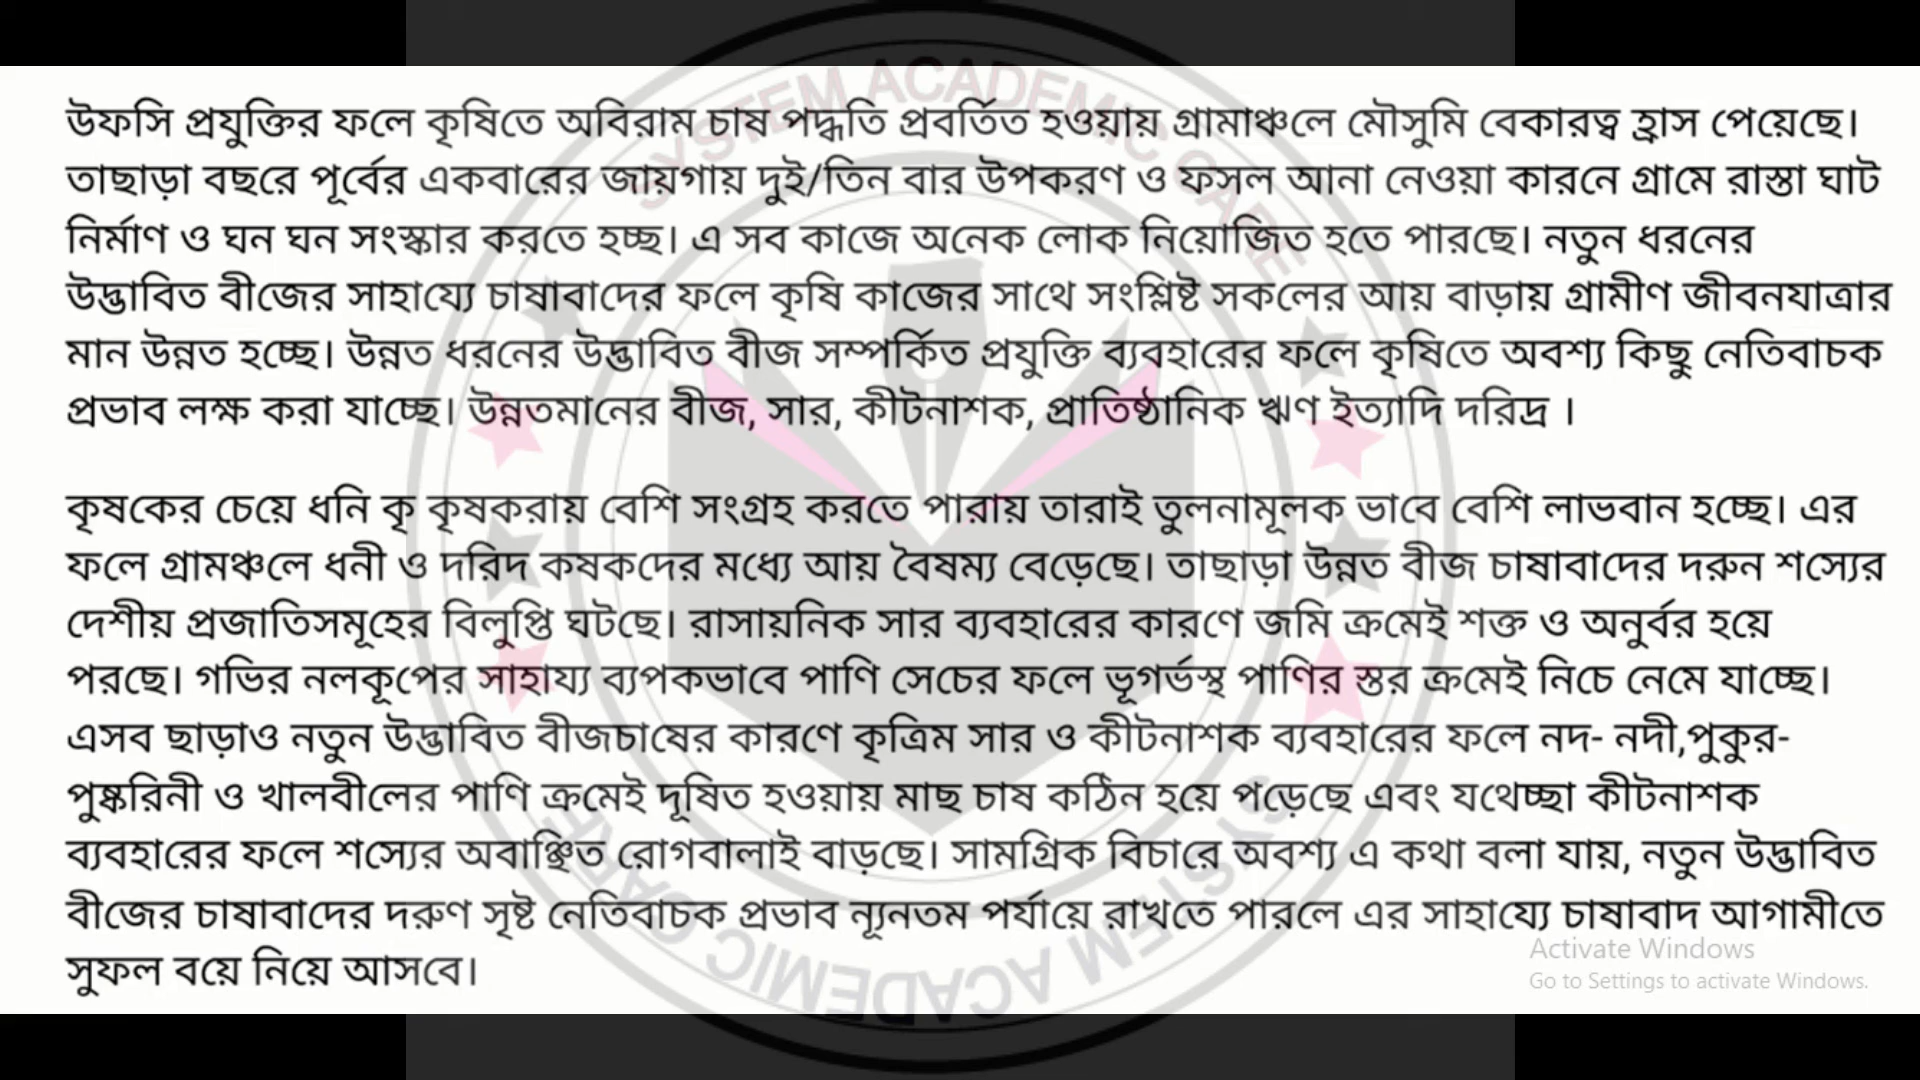 উফসি প্রযুক্তির ফলে কৃষিতে অবিরাম চাষ পদ্ধতি প্রবর্তিত হওয়ায় গ্রামাঞ্চলে মৌসুমি বেকারত্ব হ্রাস পেয়েছে।
তাছাড়া বছরে পূর্বের একবারের জায়গায় দুই/তিন বার উপকরণ ও ফসল আনা নেওয়া কারনে গ্রামে রাস্তা ঘাট
নির্মাণ ও ঘন ঘন সংস্কার করতে হচ্ছ। এ সব কাজে অনেক লোক নিয়োজিত হতে পারছে। নতুন ধরনের
উদ্ভাবিত বীজের সাহায্যে চাষাবাদের ফলে কৃষি কাজের সাথে সংশ্লিষ্ট সকলের আয় বাড়ায় গ্রামীণ জীবনযাত্রার
মান উন্নত হচ্ছে। উন্নত ধরনের উদ্ভাবিত বীজ সম্পর্কিত প্রযুক্তি ব্যবহারের ফলে কৃষিতে অবশ্য কিছু নেতিবাচক
প্রভাব লক্ষ করা যাচ্ছে। উন্নতমানের বীজ, সার, কীটনাশক, প্রাতিষ্ঠানিক ঋণ ইত্যাদি দরিদ্র ।
কৃষকের চেয়ে ধনি কৃ কৃষকরায় বেশি সংগ্রহ করতে পারায় তারাই তুলনামূলক ভাবে বেশি লাভবান হচ্ছে। এর
ফলে গ্রামঞ্চলে ধনী ও দরিদ কষকদের মধ্যে আয় বৈষম্য বেড়েছে। তাছাড়া উন্নত বীজ চাষাবাদের দরুন শস্যের
দেশীয় প্রজাতিসমূহের বিলুপ্তি ঘটছে। রাসায়নিক সার ব্যবহারের কারণে জমি ক্রমেই শক্ত ও অনুর্বর হয়ে
পরছে। গভির নলকূপের সাহায্য ব্যপকভাবে পাণি সেচের ফলে ভূগর্ভস্থ পাণির স্তর ক্রমেই নিচে নেমে যাচ্ছে।
এসব ছাড়াও নতুন উদ্ভাবিত বীজচাষের কারণে কৃত্রিম সার ও কীটনাশক ব্যবহারের ফলে নদ- নদী,পুকুর-
পুষ্করিনী ও খালবীলের পাণি ক্রমেই দূষিত হওয়ায় মাছ চাষ কঠিন হয়ে পড়েছে এবং যথেচ্ছা কীটনাশক
ব্যবহারের ফলে শস্যের অবাঞ্ছিত রোগবালাই বাড়ছে। সামগ্রিক বিচারে অবশ্য এ কথা বলা যায়, নতুন উদ্ভাবিত
বীজের চাষাবাদের দরুণ সৃষ্ট নেতিবাচক প্রভাব ন্যূনতম পর্যায়ে রাখতে পারলে এর সাহায্যে চাষাবাদ আগামীতে
সুফল বয়ে নিয়ে আসবে।
SYSTEM ACADEMIC CARE
SYSTEM ACADEMIC CARE
Activate Windows
Go to Settings to activate Windows.